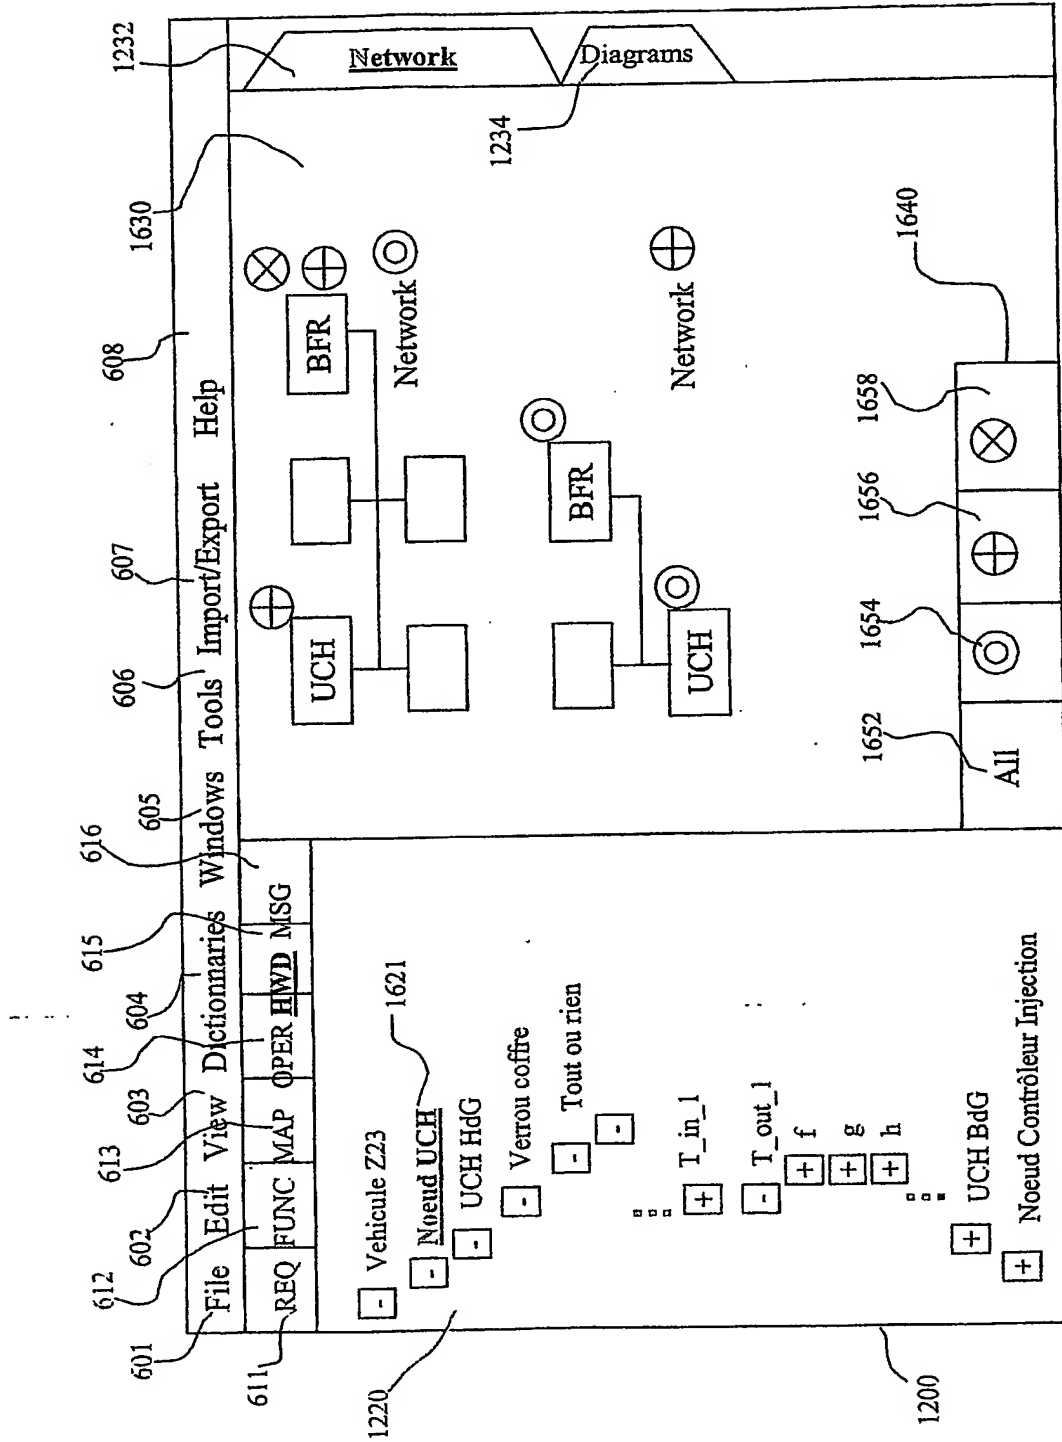 601 602 603 604 605 606 607 608 1630 1232
File Edit View Dictionnaries Windows Tools Import/Export Help
611 612 613 614 615 616
REQ FUNC MAP OPER HWD MSG
Network
Diagrams
1234
1220
1200
- Vehicule Z23
- Noeud UCH
1621
- UCH HdG
- Verrou coffre
- Tout ou rien
-
+ T_in_1
- T_out_1
+ f
+ g
+ h
+ UCH BdG
+ Noeud Contrôleur Injection
UCH
BFR
Network
BFR
UCH
Network
1640
1652 1654 1656 1658
All